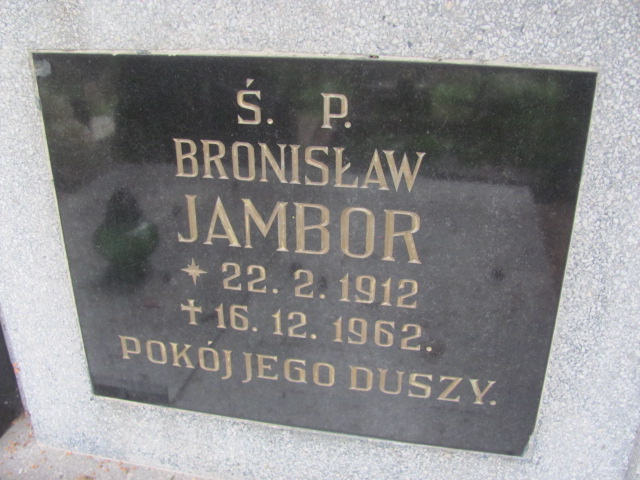 Ś. P.
BRONISŁAW
JAMBOR
* 22. 2. 1912
✝ 16. 12. 1962.
POKÓJ JEGO DUSZY.